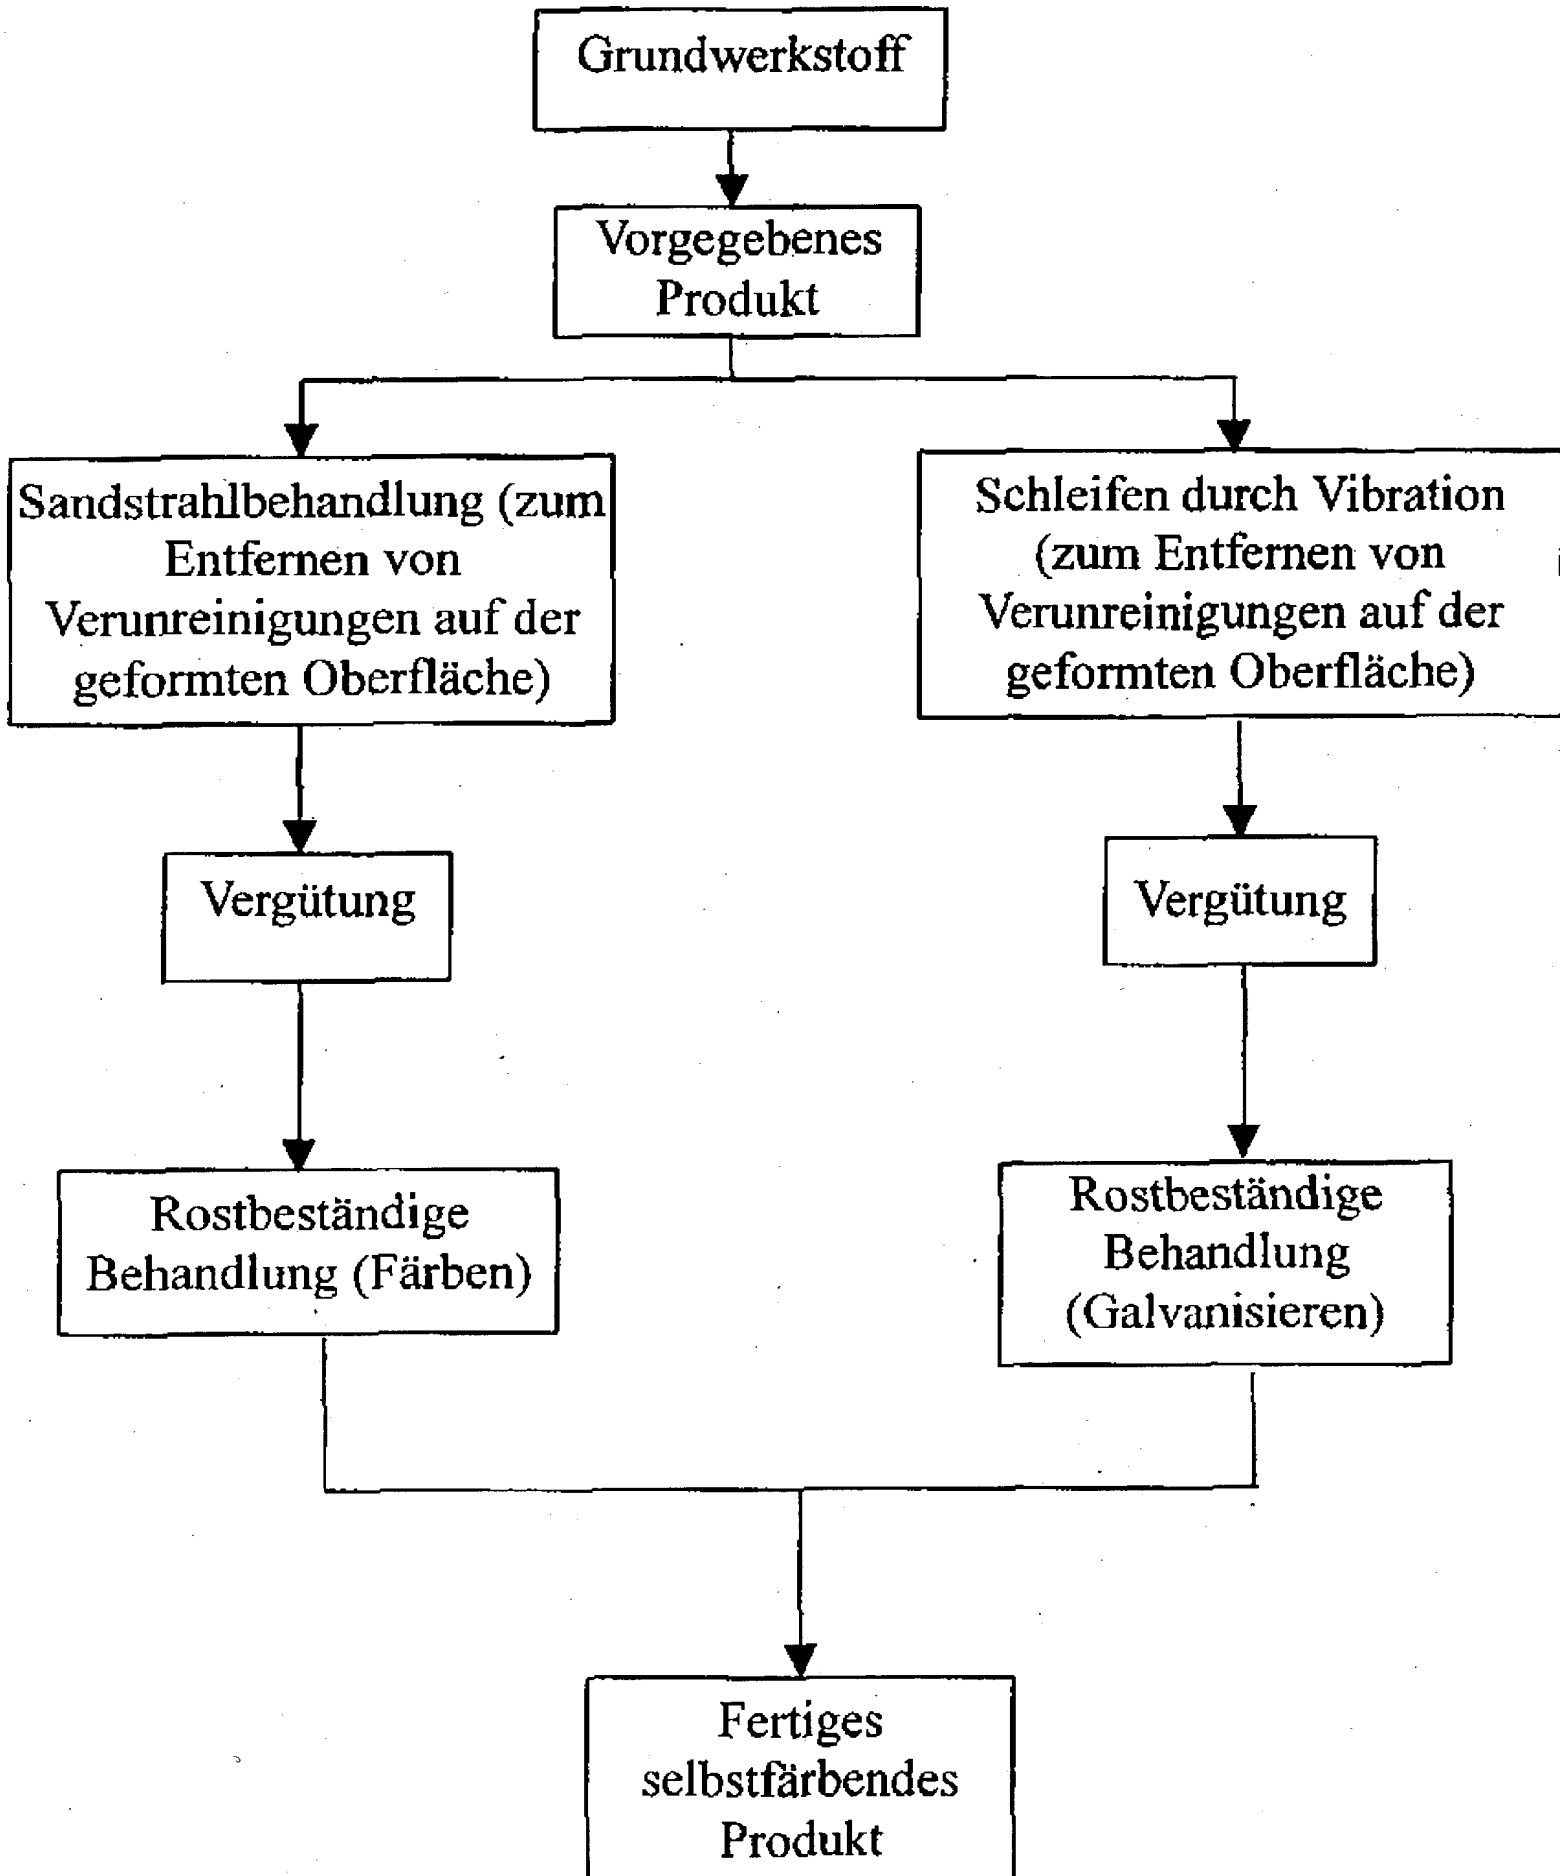 Grundwerkstoff
Vorgegebenes
Produkt
Sandstrahlbehandlung (zum
Entfernen von
Verunreinigungen auf der
geformten Oberfläche)
Schleifen durch Vibration
(zum Entfernen von
Verunreinigungen auf der
geformten Oberfläche)
Vergütung
Vergütung
Rostbeständige
Behandlung (Färben)
Rostbeständige
Behandlung
(Galvanisieren)
Fertiges
selbstfärbendes
Produkt